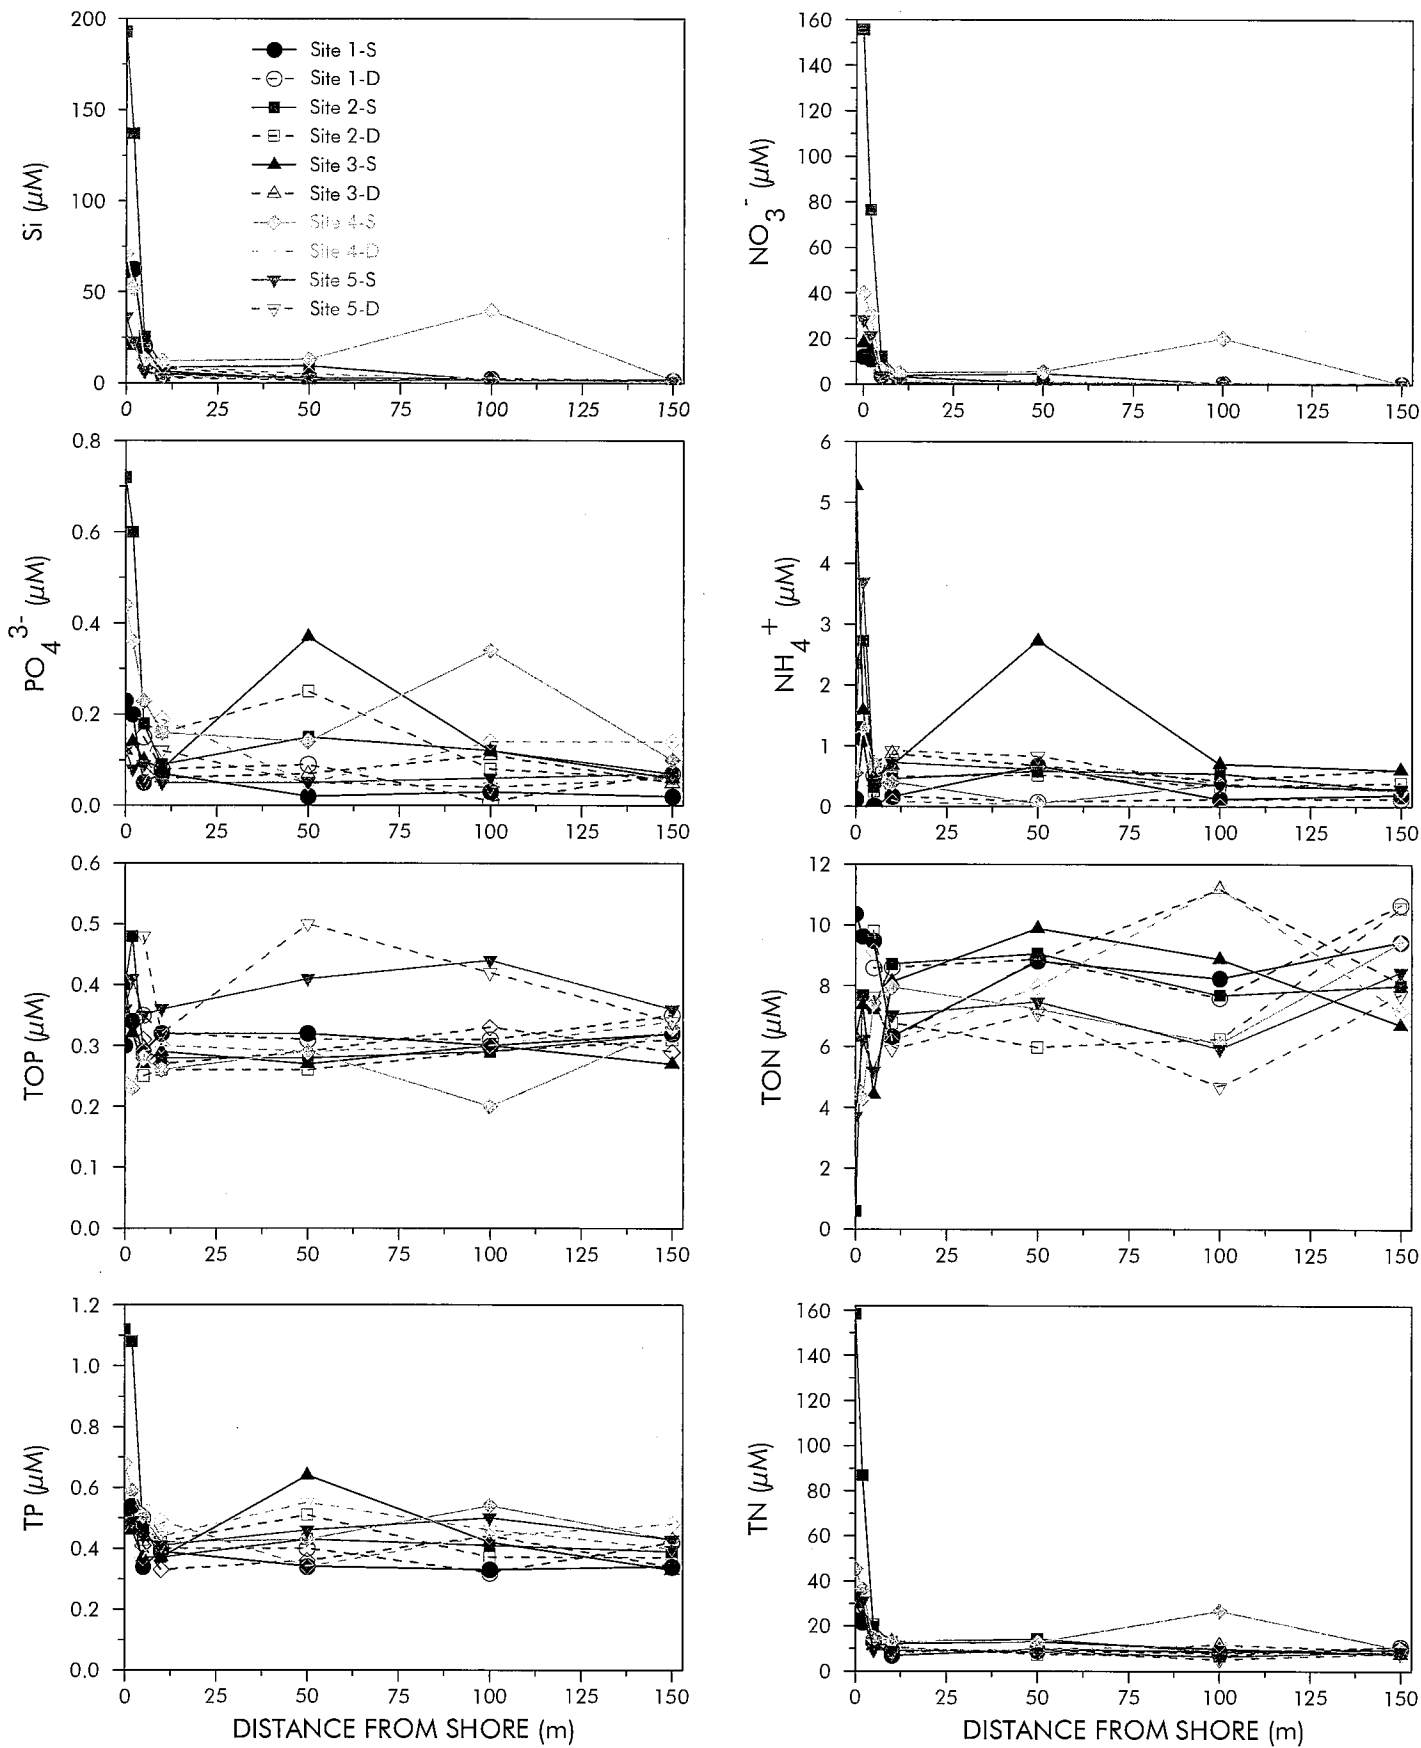 200
150
100
50
0
Si (µM)
0 25 50 75 100 125 150
Site 1-S
Site 1-D
Site 2-S
Site 2-D
Site 3-S
Site 3-D
Site 4-S
Site 4-D
Site 5-S
Site 5-D
160
140
120
100
80
60
40
20
0
NO3- (µM)
0 25 50 75 100 125 150
0.8
0.6
0.4
0.2
0.0
PO4 3- (µM)
0 25 50 75 100 125 150
6
5
4
3
2
1
0
NH4+ (µM)
0 25 50 75 100 125 150
0.6
0.5
0.4
0.3
0.2
0.1
0.0
TOP (µM)
0 25 50 75 100 125 150
12
10
8
6
4
2
0
TON (µM)
0 25 50 75 100 125 150
1.2
1.0
0.8
0.6
0.4
0.2
0.0
TP (µM)
0 25 50 75 100 125 150
DISTANCE FROM SHORE (m)
160
140
120
100
80
60
40
20
0
TN (µM)
0 25 50 75 100 125 150
DISTANCE FROM SHORE (m)